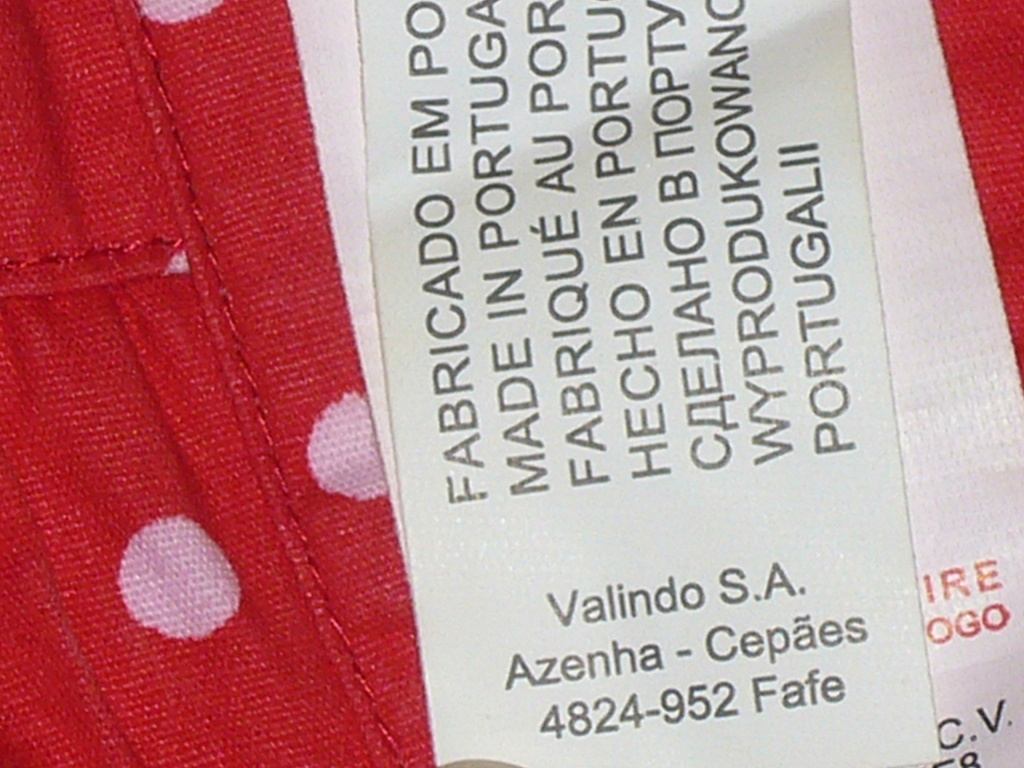 FABRICADO EM PO
MADE IN PORTUGA
FABRIQUÉ AU POR
HECHO EN PORTU
СДЕЛАНО В ПОРТУ
WYPRODUKOWANO
PORTUGALII
Valindo S.A.
Azenha - Cepães
4824-952 Fafe
IRE
OGO
C.V.